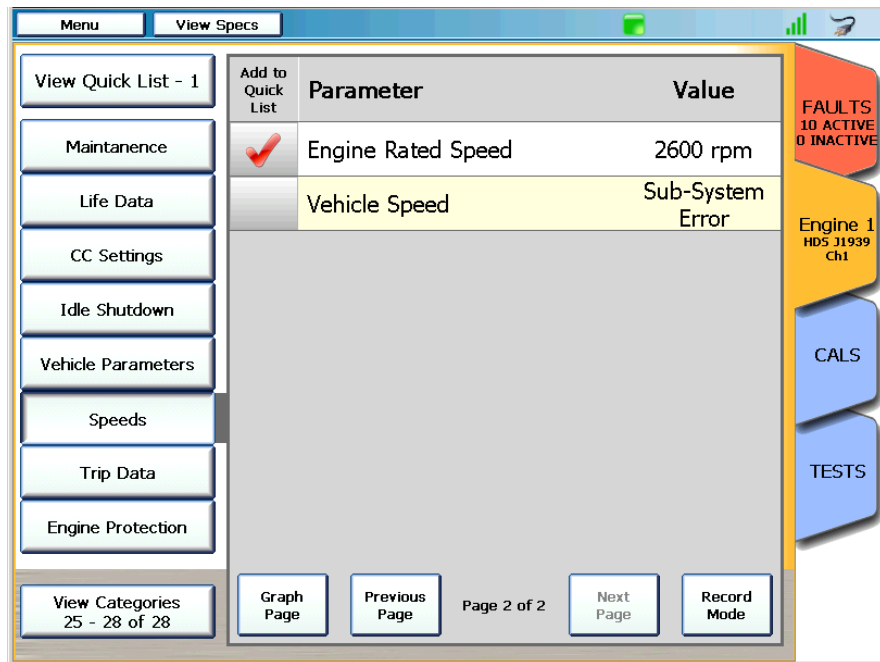 Menu
View Specs
View Quick List - 1
Maintanence
Life Data
CC Settings
Idle Shutdown
Vehicle Parameters
Speeds
Trip Data
Engine Protection
View Categories
25 - 28 of 28
Add to
Quick
List
Parameter
Value
Engine Rated Speed
2600 rpm
Vehicle Speed
Sub-System
Error
Graph
Page
Previous
Page
Page 2 of 2
Next
Page
Record
Mode
FAULTS
10 ACTIVE
0 INACTIVE
Engine 1
HDS J1939
Ch1
CALS
TESTS